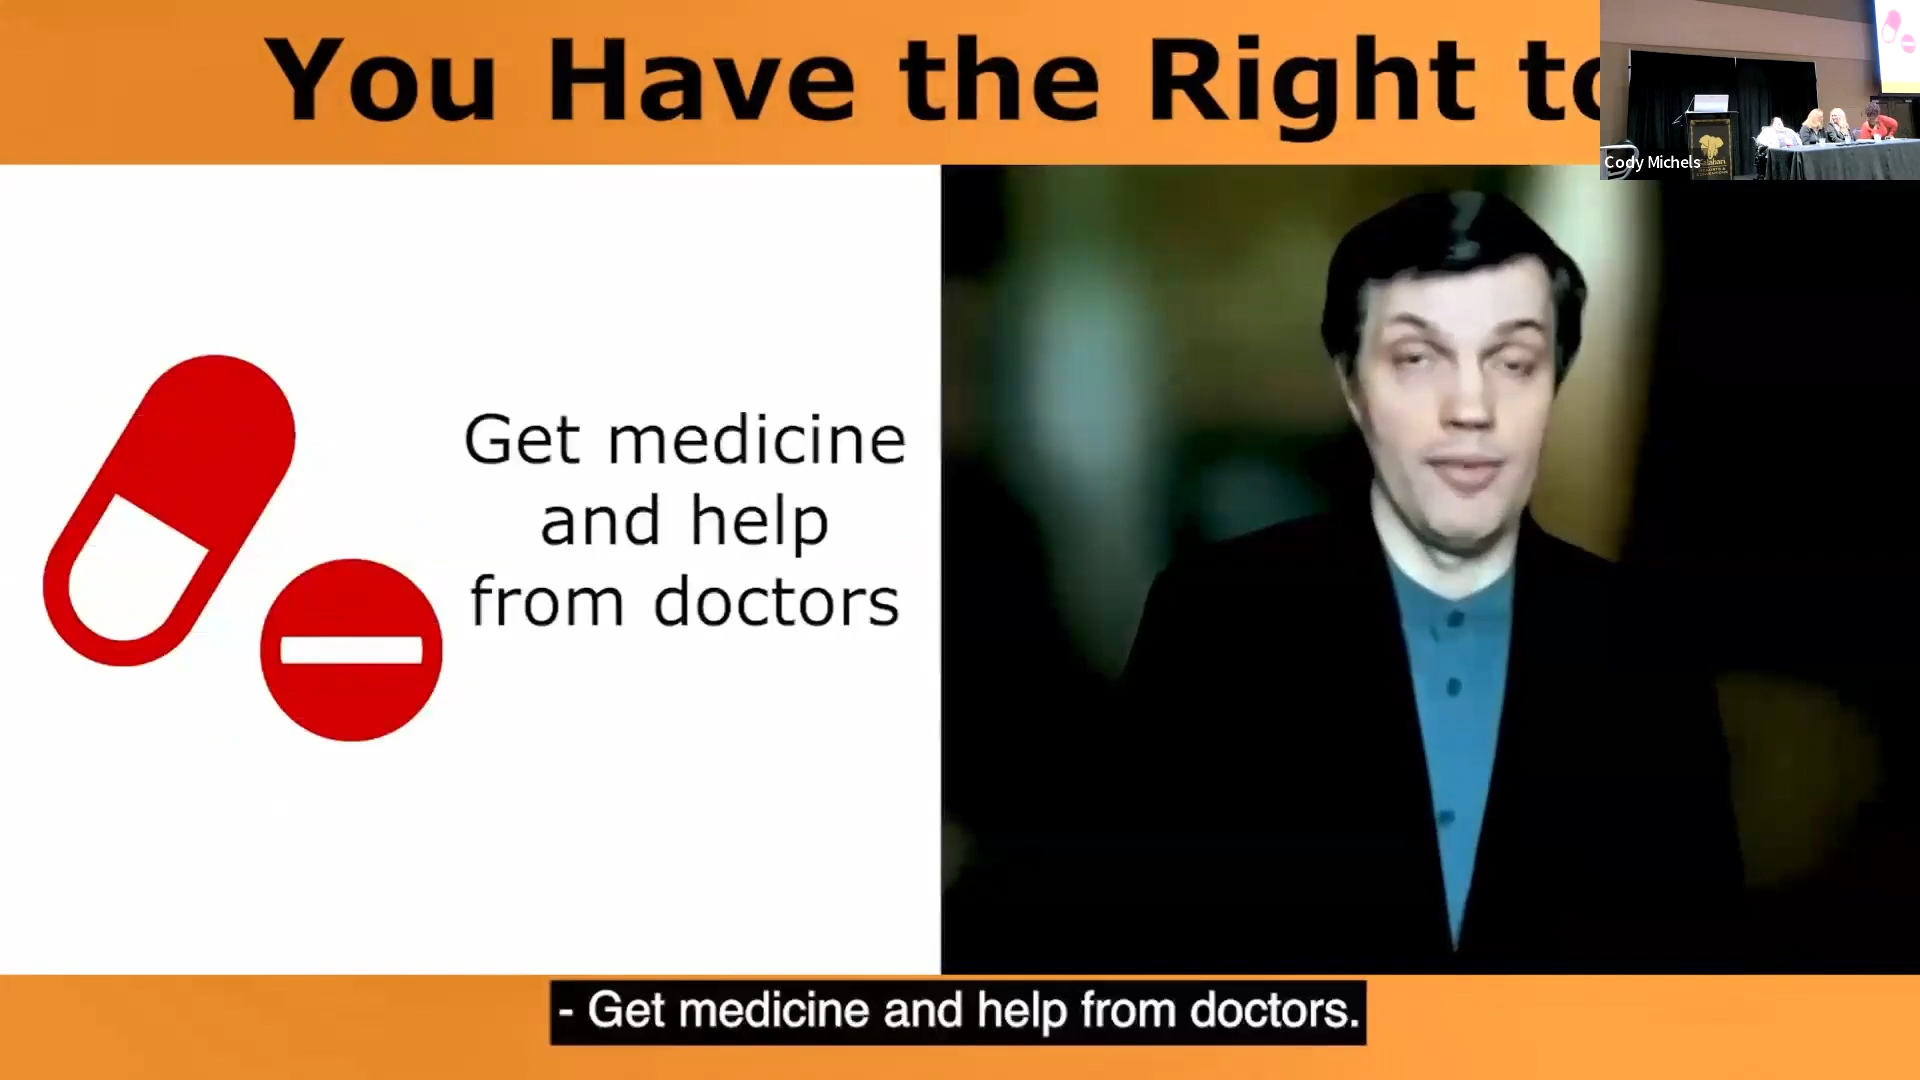 You Have the Right to
Cody Michels
Get medicine
and help
from doctors
- Get medicine and help from doctors.